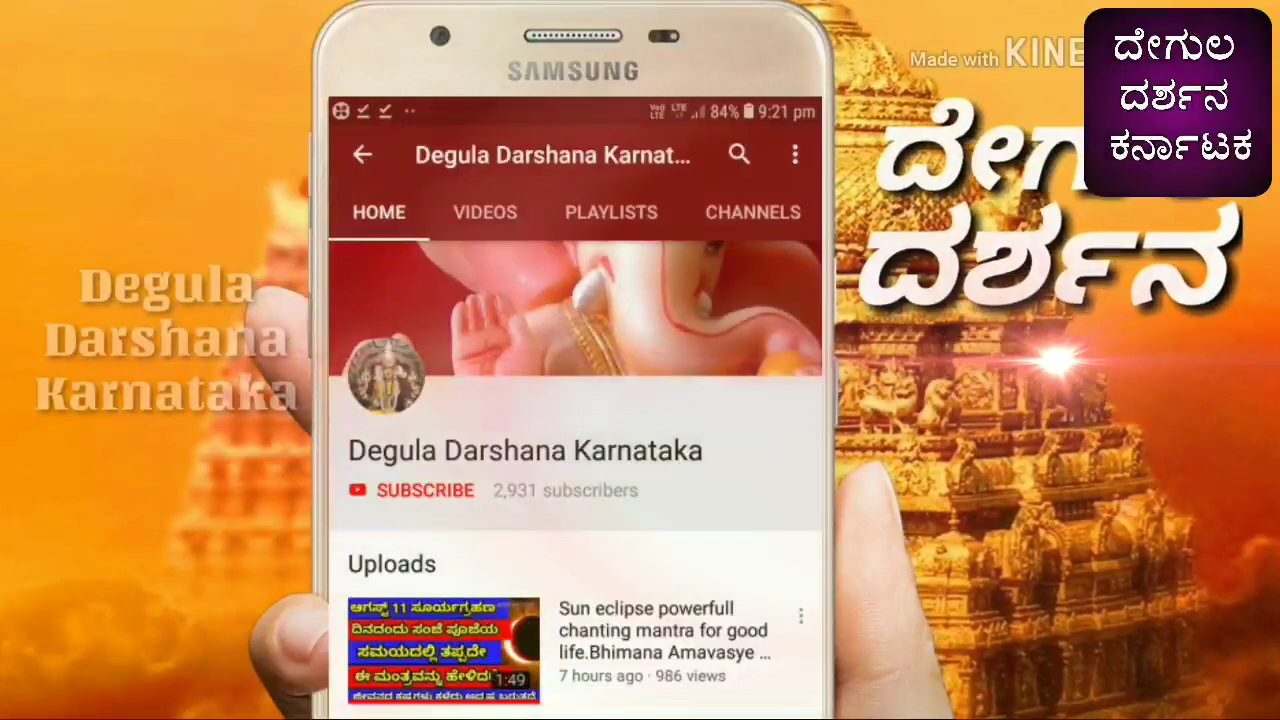 Made with KINE
ದೇಗುಲ
ದರ್ಶನ
ಕರ್ನಾಟಕ
ದರ್ಶನ
Degula
Darshana
Karnataka
SAMSUNG
84% 9:21 pm
Degula Darshana Karnat...
HOME VIDEOS PLAYLISTS CHANNELS
Degula Darshana Karnataka
SUBSCRIBE 2,931 subscribers
Uploads
ಆಗಸ್ಟ್ 11 ಸೂರ್ಯಗ್ರಹಣ
ದಿನದಂದು ಸಂಜೆ ಪೂಜೆಯ
ಸಮಯದಲ್ಲಿ ತಪ್ಪದೇ
ಈ ಮಂತ್ರವನ್ನು
1:49
Sun eclipse powerfull
chanting mantra for good
life.Bhimana Amavasye ...
7 hours ago · 986 views